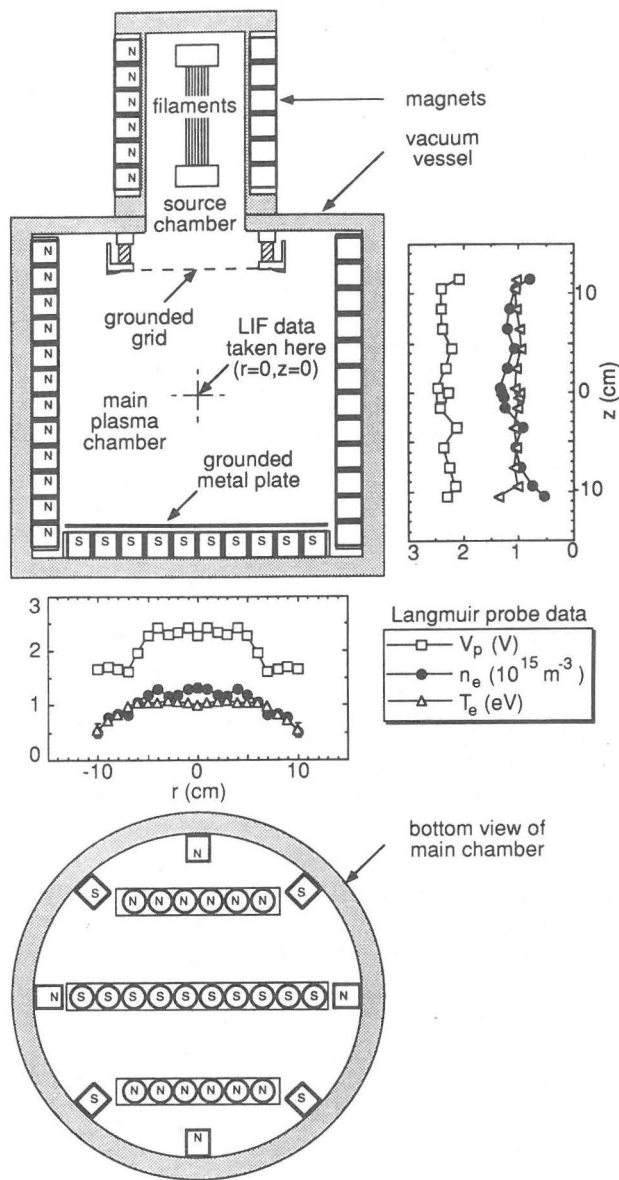 N
N
N
N
N
N
filaments
source
chamber
magnets
vacuum
vessel
N
N
N
N
N
N
N
N
N
N
N
N
grounded
grid
LIF data
taken here
(r=0,z=0)
main
plasma
chamber
grounded
metal plate
S S S S S S S S S S
10
0
10
z (cm)
3 2 1 0
3
2
1
0
-10 0 10
r (cm)
Langmuir probe data
V_p (V)
n_e (10^15 m^-3)
T_e (eV)
bottom view of
main chamber
N
S S
N N N N N N
N S S S S S S S S S S N
N N N N N N
S S
N